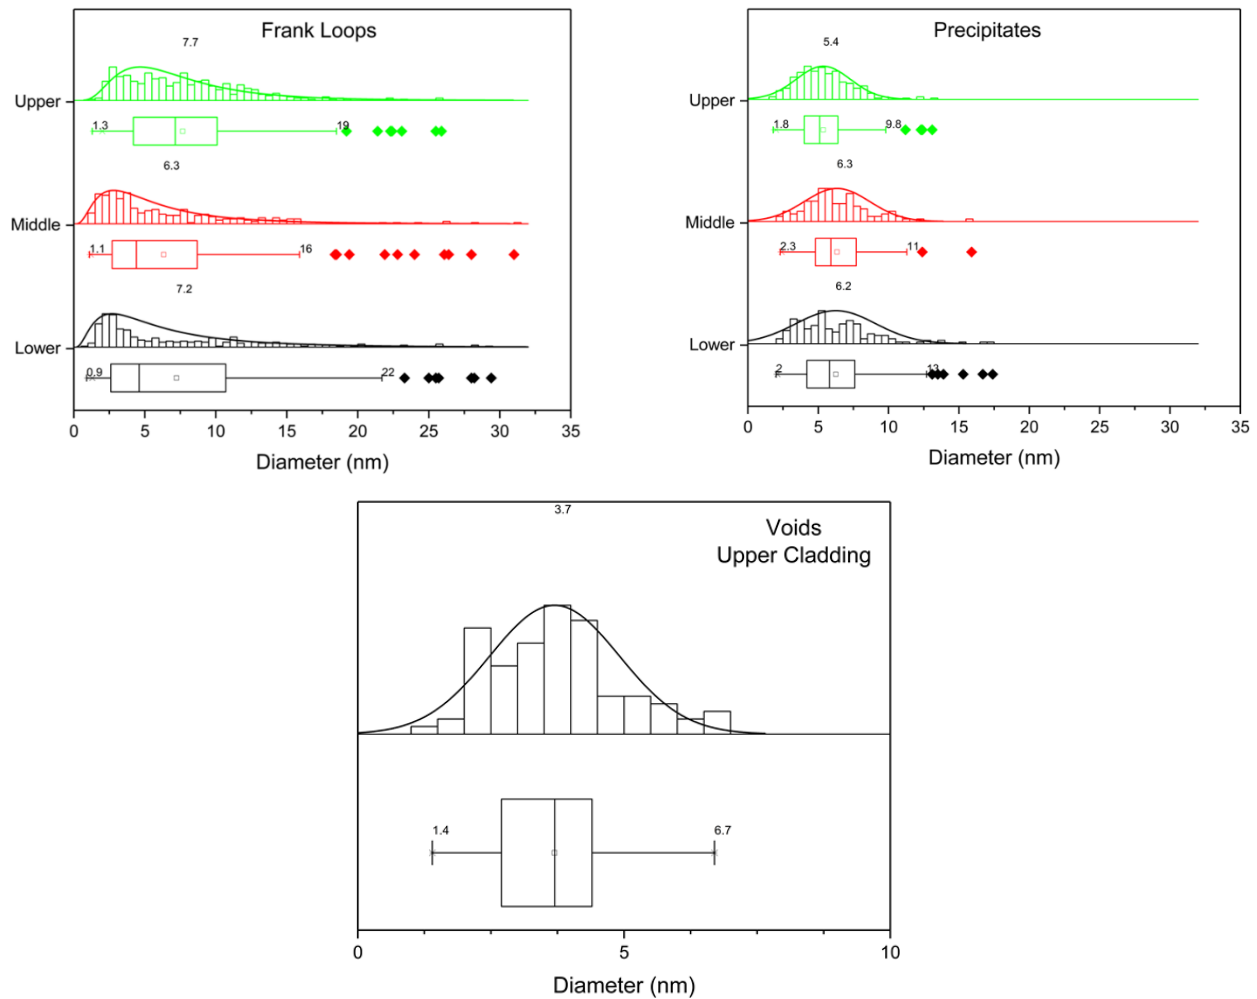 Frank Loops
7.7
Upper
1.3
19
6.3
Middle
1.1
16
7.2
Lower
0.9
22
0 5 10 15 20 25 30 35
Diameter (nm)
Precipitates
5.4
Upper
1.8
9.8
6.3
Middle
2.3
11
6.2
Lower
2
13
0 5 10 15 20 25 30 35
Diameter (nm)
3.7
Voids
Upper Cladding
1.4
6.7
0 5 10
Diameter (nm)